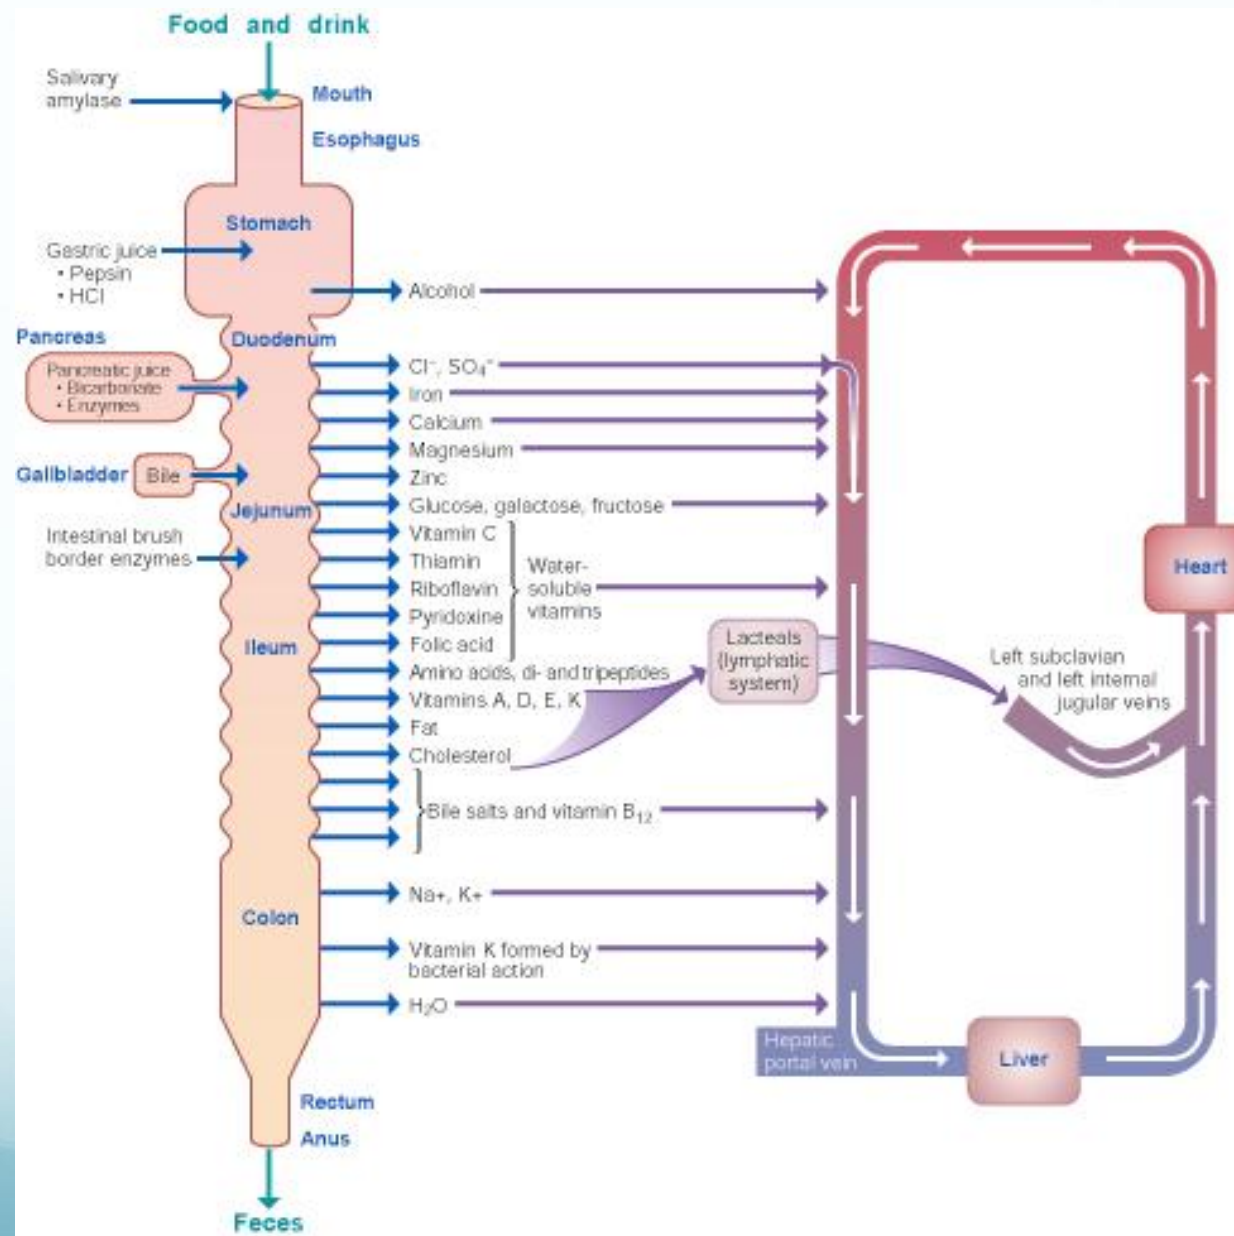 Food and drink
Salivary
amylase
Mouth
Esophagus
Stomach
Gastric juice
• Pepsin
• HCl
Alcohol
Pancreas
Duodenum
Pancreatic juice
• Bicarbonate
• Enzymes
Cl⁻, SO₄⁼
Iron
Calcium
Magnesium
Gallbladder
Bile
Zinc
Jejunum
Glucose, galactose, fructose
Intestinal brush
border enzymes
Vitamin C
Thiamin
Riboflavin
Pyridoxine
Folic acid
Water-
soluble
vitamins
Heart
Ileum
Amino acids, di- and tripeptides
Vitamins A, D, E, K
Fat
Cholesterol
Lacteals
(lymphatic
system)
Left subclavian
and left internal
jugular veins
Bile salts and vitamin B₁₂
Colon
Na+, K+
Vitamin K formed by
bacterial action
H₂O
Hepatic
portal vein
Liver
Rectum
Anus
Feces